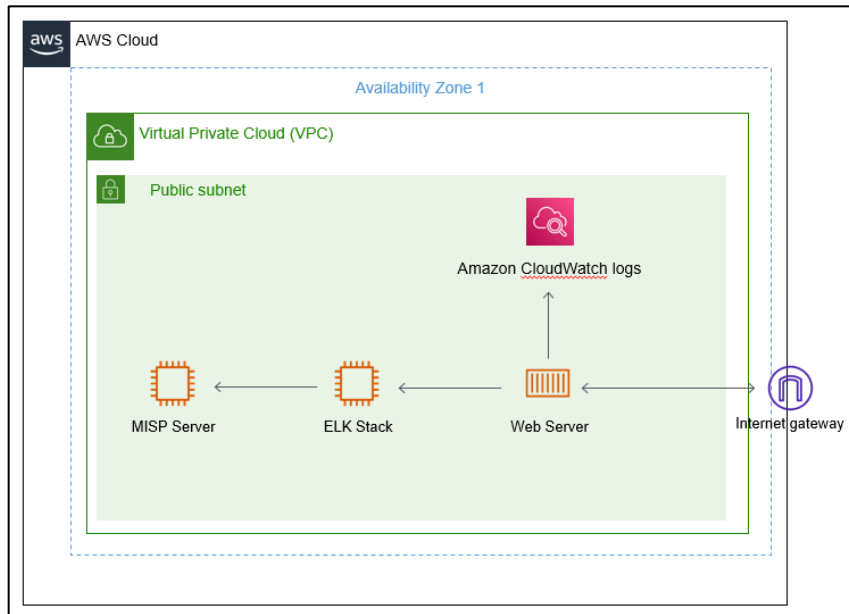 aws
AWS Cloud
Availability Zone 1
Virtual Private Cloud (VPC)
Public subnet
Amazon CloudWatch logs
MISP Server
ELK Stack
Web Server
Internet gateway